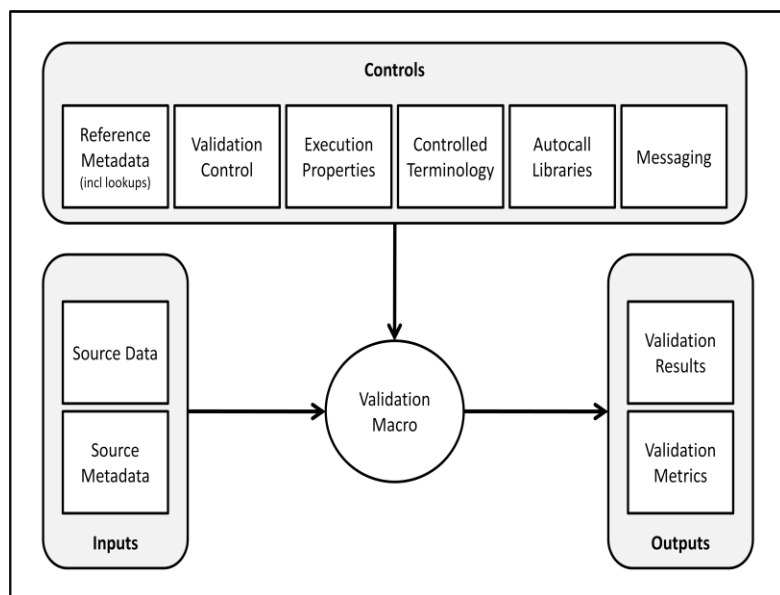 Controls
Reference
Metadata
(incl lookups)
Validation
Control
Execution
Properties
Controlled
Terminology
Autocall
Libraries
Messaging
Source Data
Source
Metadata
Inputs
Validation
Macro
Validation
Results
Validation
Metrics
Outputs